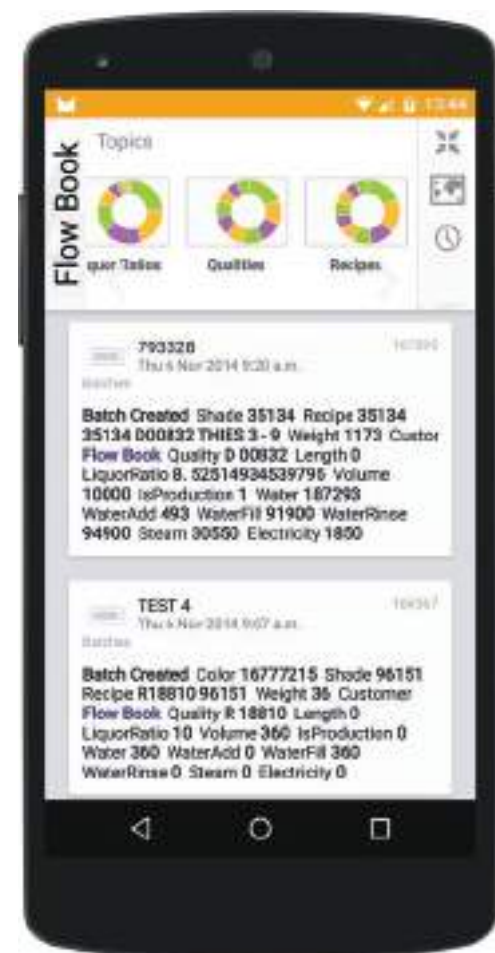 13:44
Flow Book
Topics
quor Ratios
Qualities
Recipes
793328
Thu 6 Nov 2014 9:20 a.m.
Batches
Batch Created Shade 35134 Recipe 35134
35134 D00832 THIES 3 - 9 Weight 1173 Custor
Flow Book Quality D 00832 Length 0
LiquorRatio 8. 52514934539795 Volume
10000 IsProduction 1 Water 187293
WaterAdd 493 WaterFill 91900 WaterRinse
94900 Steam 30550 Electricity 1850
TEST 4
Thu 6 Nov 2014 9:07 a.m.
Batches
Batch Created Color 16777215 Shade 96151
Recipe R18810 96151 Weight 36 Customer
Flow Book Quality R 18810 Length 0
LiquorRatio 10 Volume 360 IsProduction 0
Water 360 WaterAdd 0 WaterFill 360
WaterRinse 0 Steam 0 Electricity 0